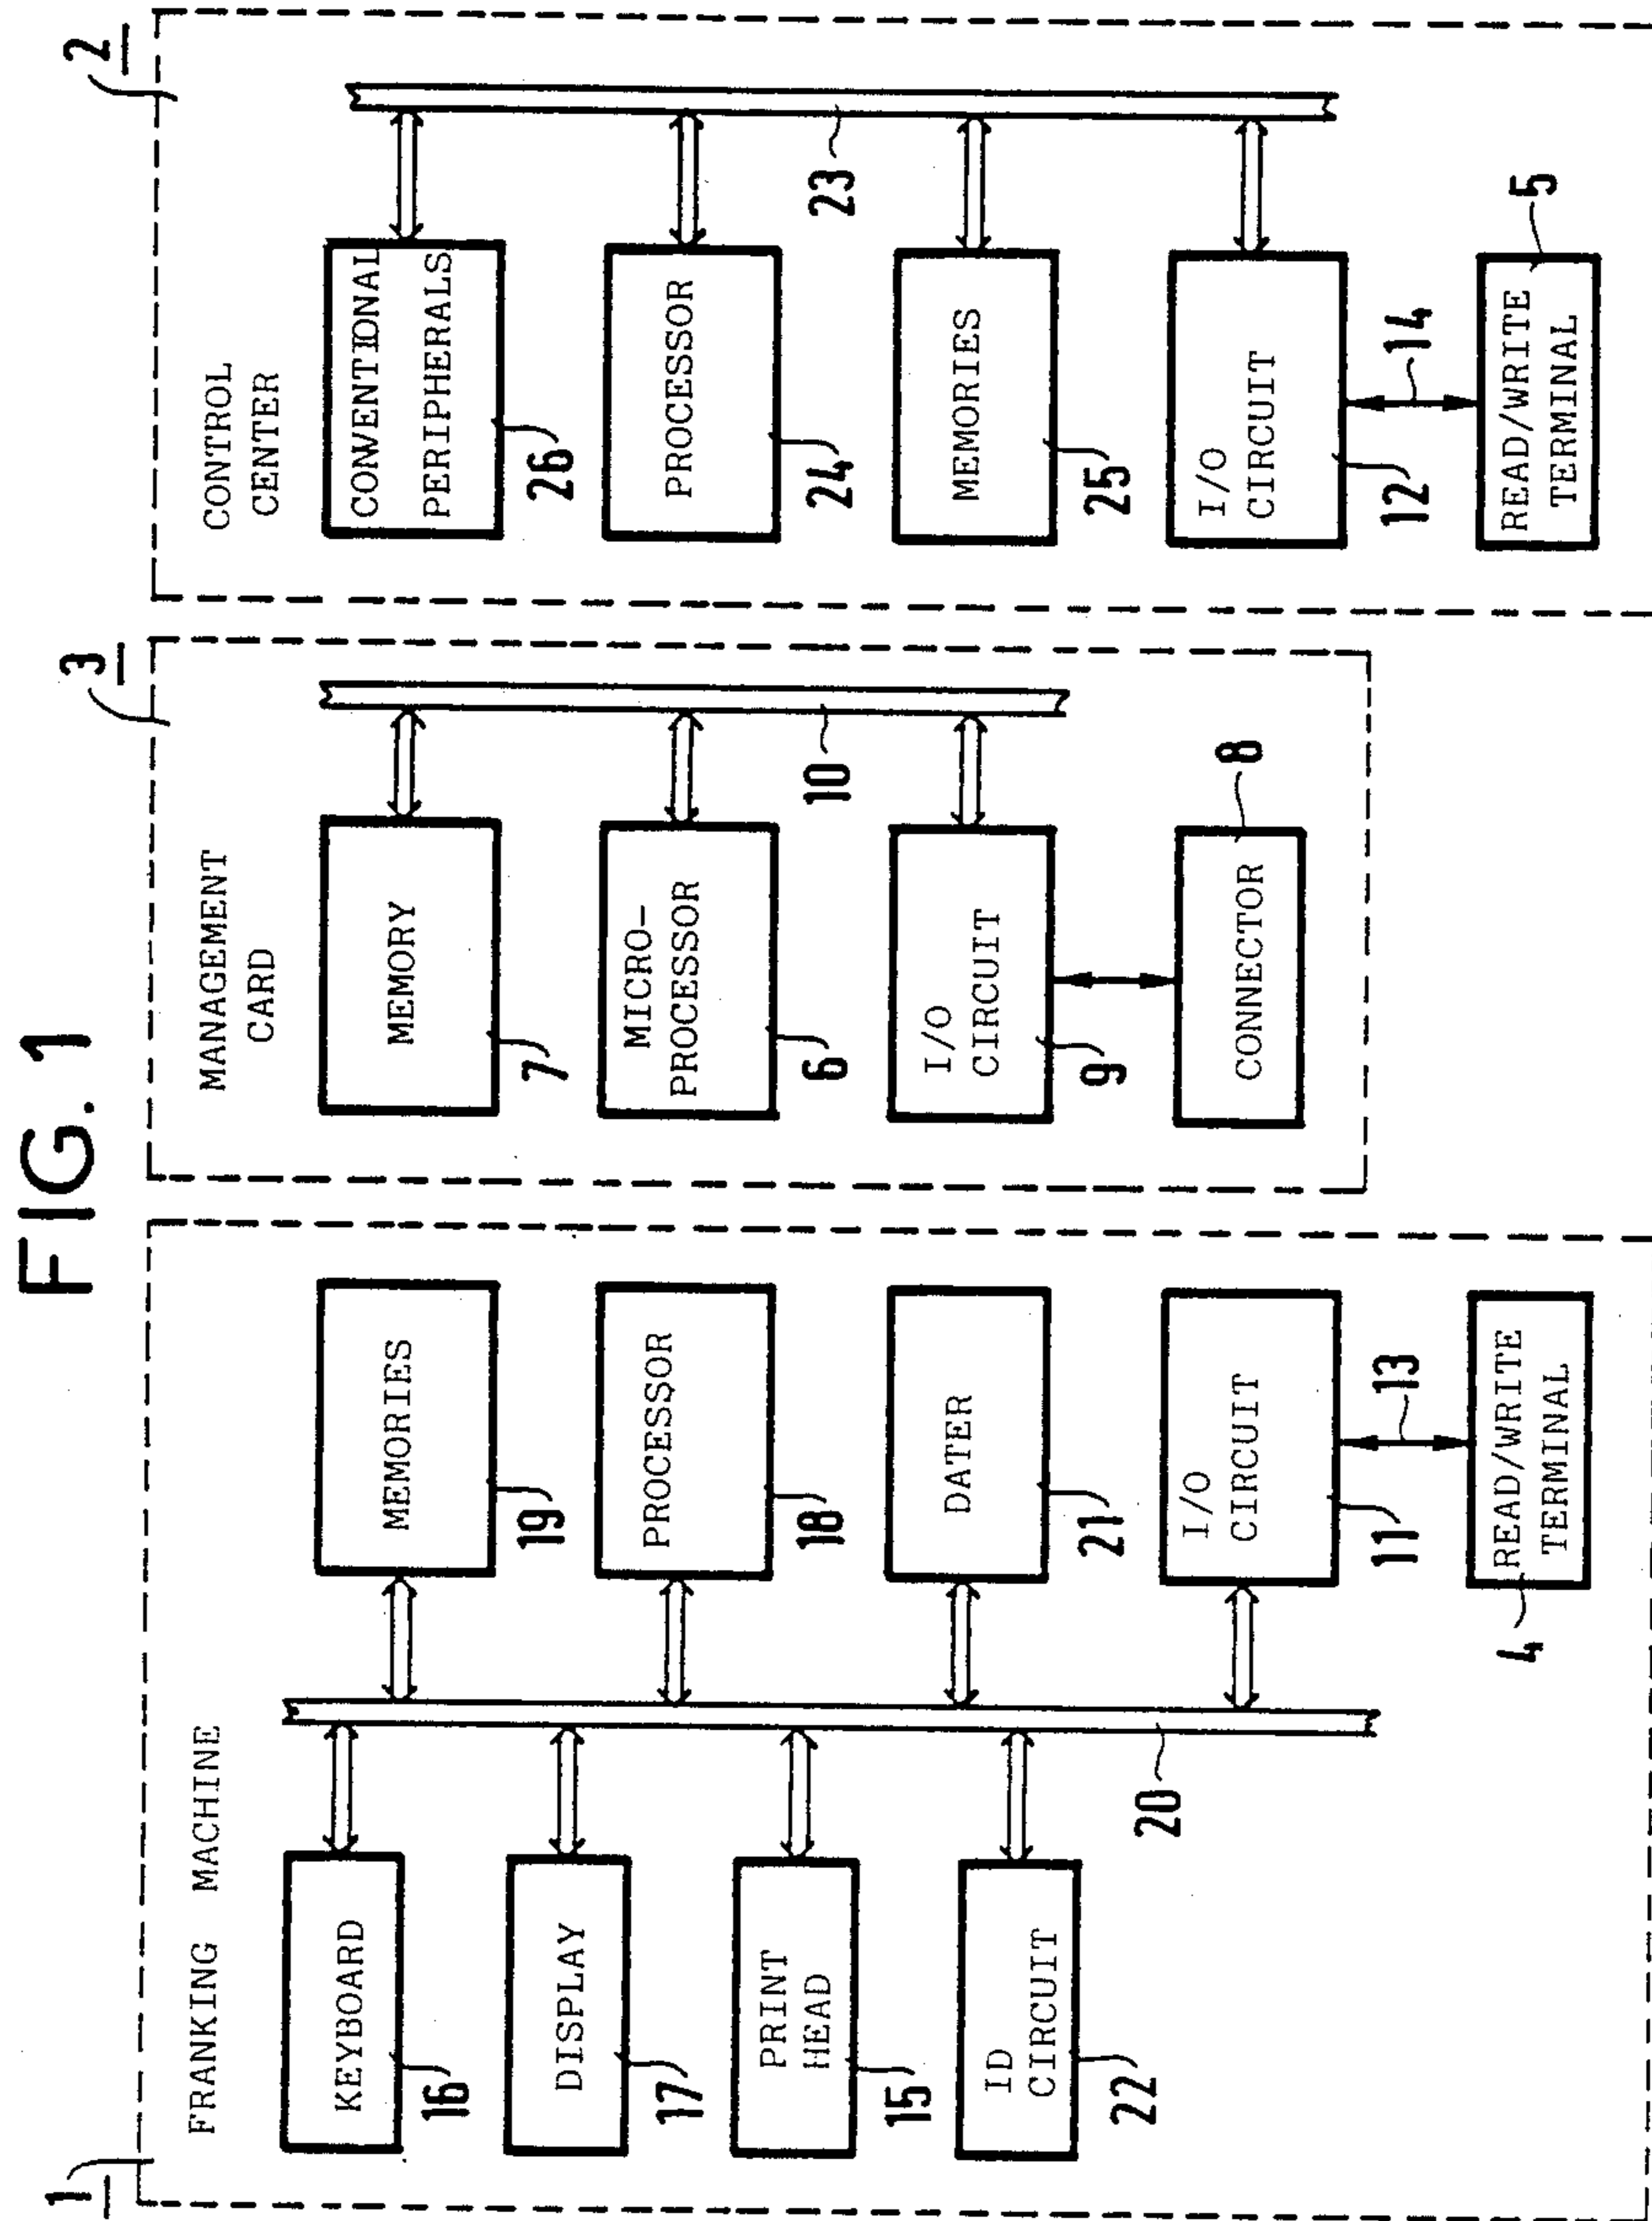 FIG. 1
1
FRANKING MACHINE
KEYBOARD
16
DISPLAY
17
PRINT
HEAD
15
ID
CIRCUIT
22
20
MEMORIES
19
PROCESSOR
18
DATER
21
I/O
CIRCUIT
11
13
READ/WRITE
TERMINAL
4
3
MANAGEMENT
CARD
MEMORY
7
MICRO-
PROCESSOR
6
I/O
CIRCUIT
9
10
CONNECTOR
8
2
CONTROL
CENTER
CONVENTIONAL
PERIPHERALS
26
PROCESSOR
24
MEMORIES
25
23
I/O
CIRCUIT
12
14
READ/WRITE
TERMINAL
5